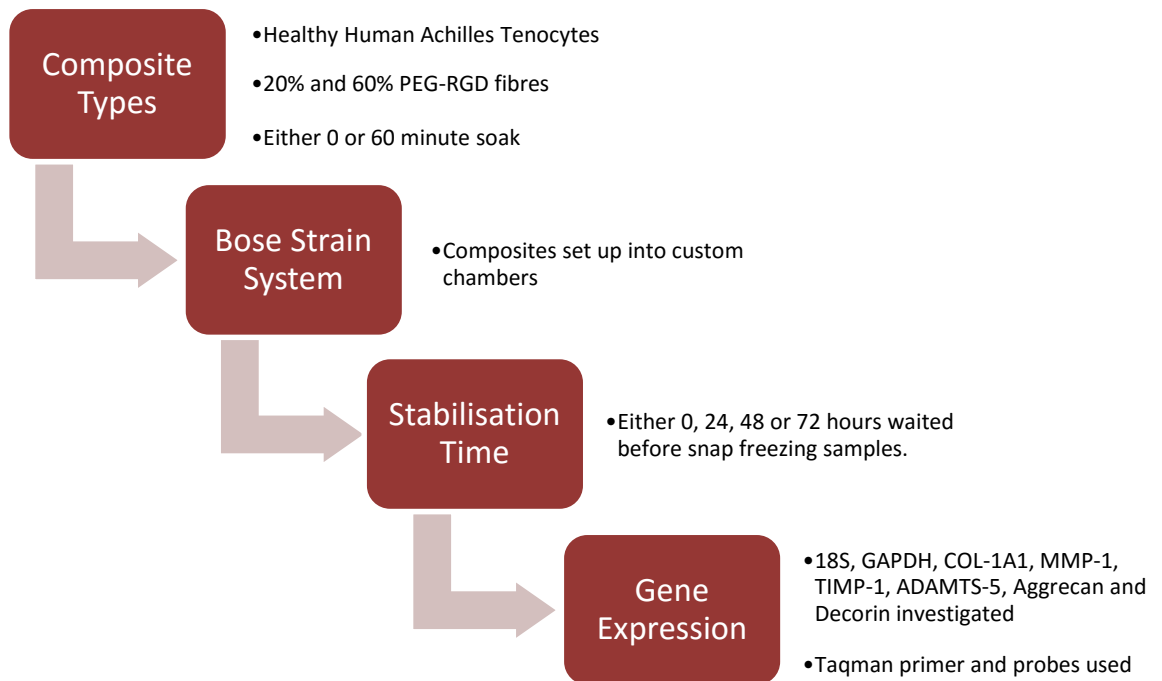 Composite
Types
•Healthy Human Achilles Tenocytes
•20% and 60% PEG-RGD fibres
•Either 0 or 60 minute soak
Bose Strain
System
•Composites set up into custom
chambers
Stabilisation
Time
•Either 0, 24, 48 or 72 hours waited
before snap freezing samples.
Gene
Expression
•18S, GAPDH, COL-1A1, MMP-1,
TIMP-1, ADAMTS-5, Aggrecan and
Decorin investigated
•Taqman primer and probes used